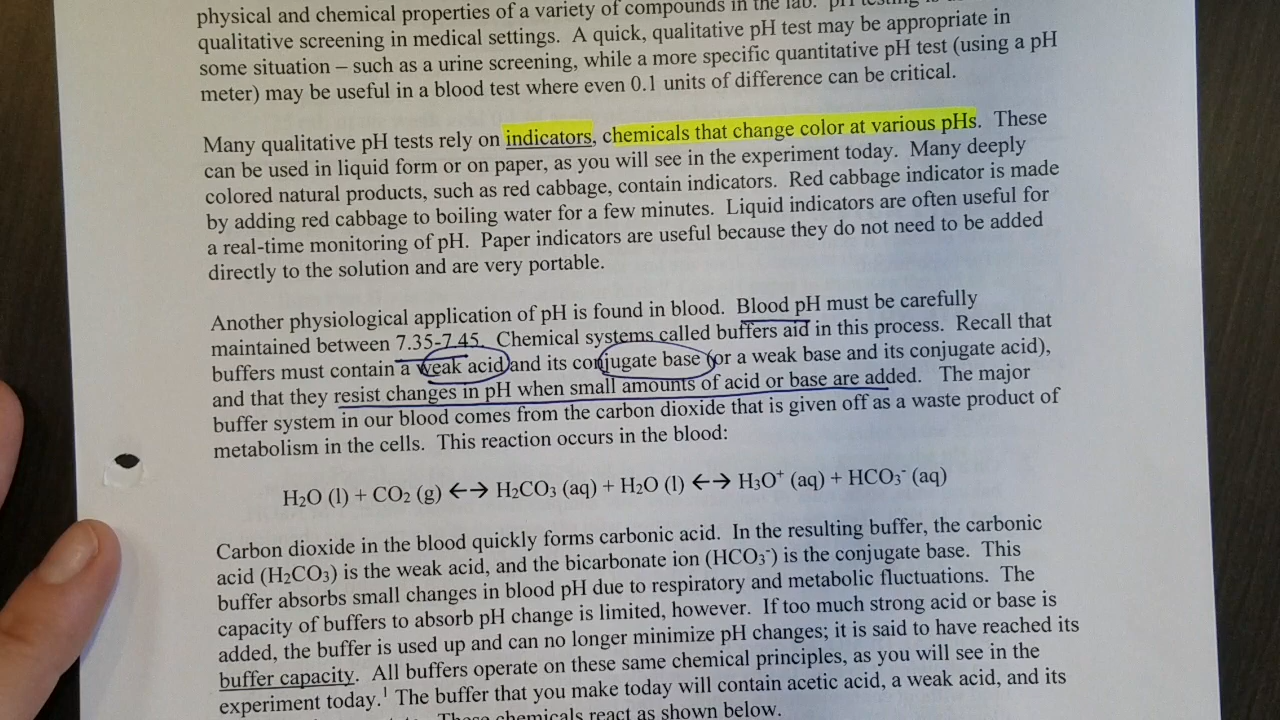 physical and chemical properties of a variety of compounds in the lab. pH testing is
qualitative screening in medical settings. A quick, qualitative pH test may be appropriate in
some situation – such as a urine screening, while a more specific quantitative pH test (using a pH
meter) may be useful in a blood test where even 0.1 units of difference can be critical.
Many qualitative pH tests rely on indicators, chemicals that change color at various pHs. These
can be used in liquid form or on paper, as you will see in the experiment today. Many deeply
colored natural products, such as red cabbage, contain indicators. Red cabbage indicator is made
by adding red cabbage to boiling water for a few minutes. Liquid indicators are often useful for
a real-time monitoring of pH. Paper indicators are useful because they do not need to be added
directly to the solution and are very portable.
Another physiological application of pH is found in blood. Blood pH must be carefully
maintained between 7.35-7.45. Chemical systems called buffers aid in this process. Recall that
buffers must contain a weak acid and its conjugate base (or a weak base and its conjugate acid),
and that they resist changes in pH when small amounts of acid or base are added. The major
buffer system in our blood comes from the carbon dioxide that is given off as a waste product of
metabolism in the cells. This reaction occurs in the blood:
H₂O (l) + CO₂ (g) ←→ H₂CO₃ (aq) + H₂O (l) ←→ H₃O⁺ (aq) + HCO₃⁻ (aq)
Carbon dioxide in the blood quickly forms carbonic acid. In the resulting buffer, the carbonic
acid (H₂CO₃) is the weak acid, and the bicarbonate ion (HCO₃⁻) is the conjugate base. This
buffer absorbs small changes in blood pH due to respiratory and metabolic fluctuations. The
capacity of buffers to absorb pH change is limited, however. If too much strong acid or base is
added, the buffer is used up and can no longer minimize pH changes; it is said to have reached its
buffer capacity. All buffers operate on these same chemical principles, as you will see in the
experiment today.¹ The buffer that you make today will contain acetic acid, a weak acid, and its
These chemicals react as shown below.